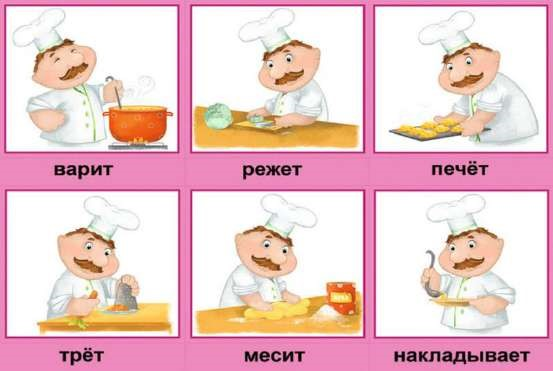 варит
режет
печёт
трёт
месит
накладывает